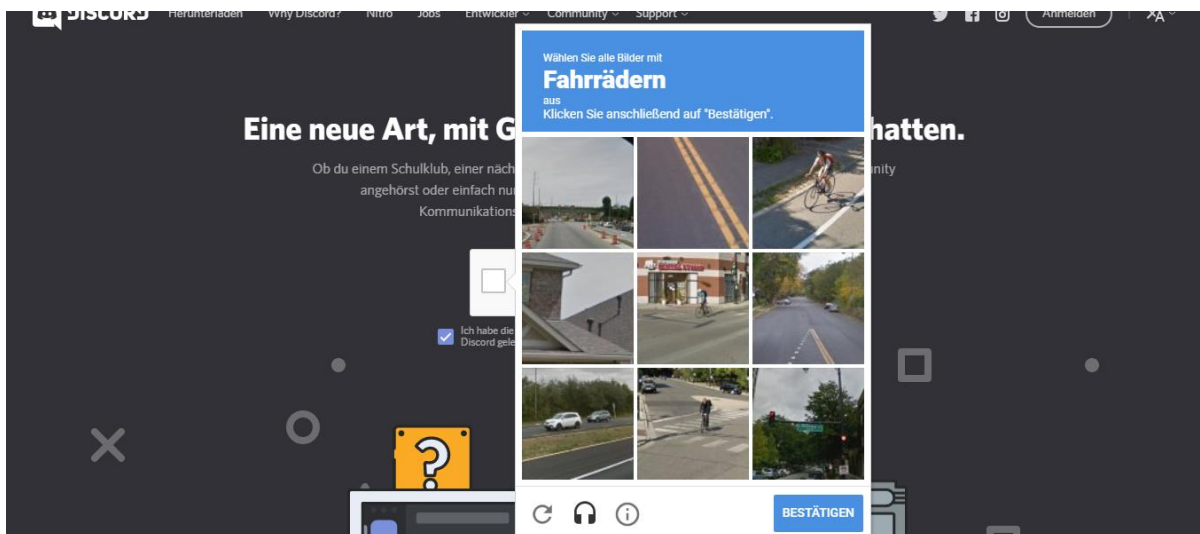 DISCORD Herunterladen Why Discord? Nitro Jobs Entwickler Community Support Anmelden
Wählen Sie alle Bilder mit
Fahrrädern
aus
Klicken Sie anschließend auf "Bestätigen".
Eine neue Art, mit G hatten.
Ob du einem Schulklub, einer näch nity
angehörst oder einfach nu
Kommunikations
Ich habe die
Discord gele
BESTÄTIGEN